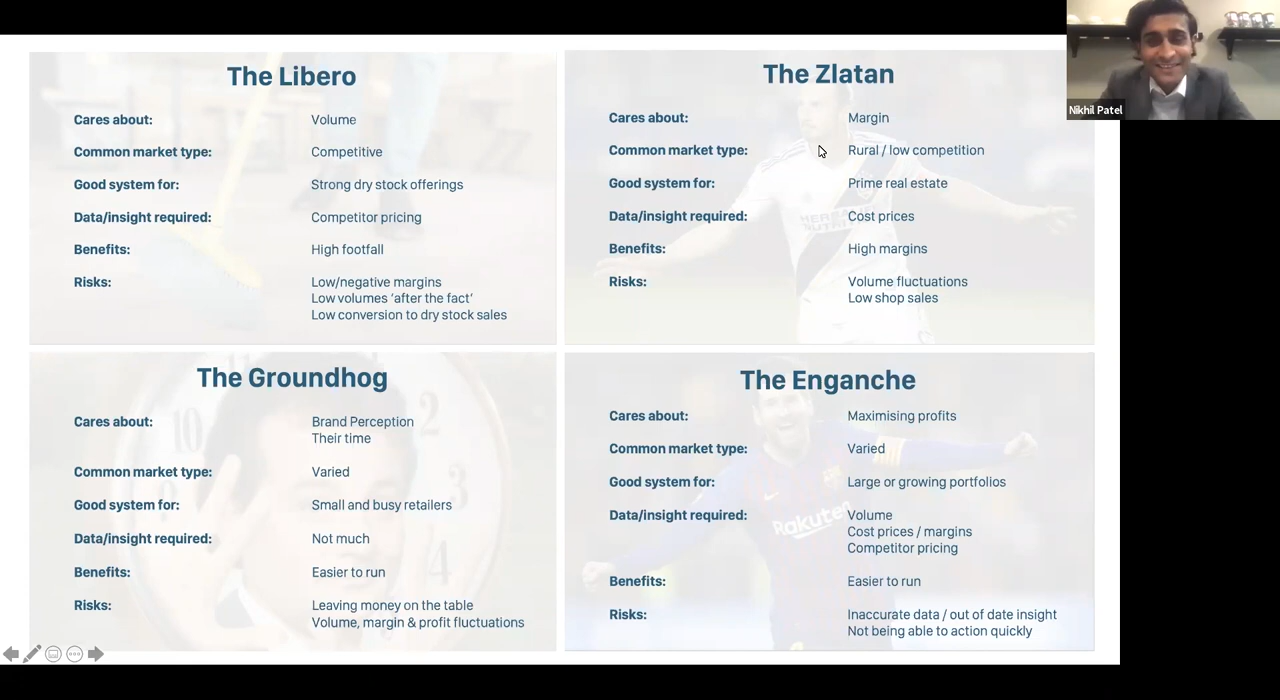 Nikhil Patel
The Libero
Cares about: Volume
Common market type: Competitive
Good system for: Strong dry stock offerings
Data/insight required: Competitor pricing
Benefits: High footfall
Risks: Low/negative margins
Low volumes ‘after the fact’
Low conversion to dry stock sales
The Zlatan
Cares about: Margin
Common market type: Rural / low competition
Good system for: Prime real estate
Data/insight required: Cost prices
Benefits: High margins
Risks: Volume fluctuations
Low shop sales
HERBALIFE
NUTRITION
The Groundhog
Cares about: Brand Perception
Their time
Common market type: Varied
Good system for: Small and busy retailers
Data/insight required: Not much
Benefits: Easier to run
Risks: Leaving money on the table
Volume, margin & profit fluctuations
10
2
3
4
The Enganche
Cares about: Maximising profits
Common market type: Varied
Good system for: Large or growing portfolios
Data/insight required: Volume
Cost prices / margins
Competitor pricing
Benefits: Easier to run
Risks: Inaccurate data / out of date insight
Not being able to action quickly
Rakuten